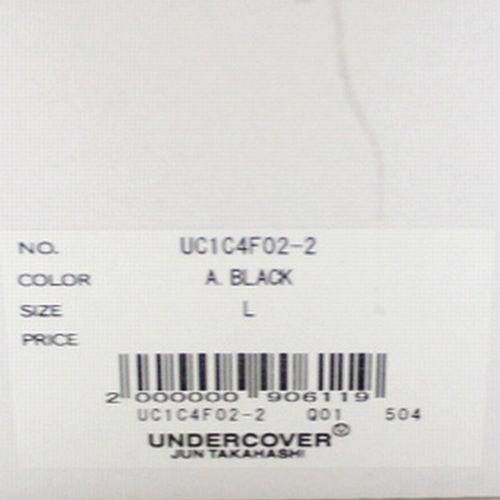 NO. UC1C4F02-2
COLOR A. BLACK
SIZE L
PRICE
2 000000 906119
UC1C4F02-2 Q01 504
UNDERCOVER
JUN TAKAHASHI